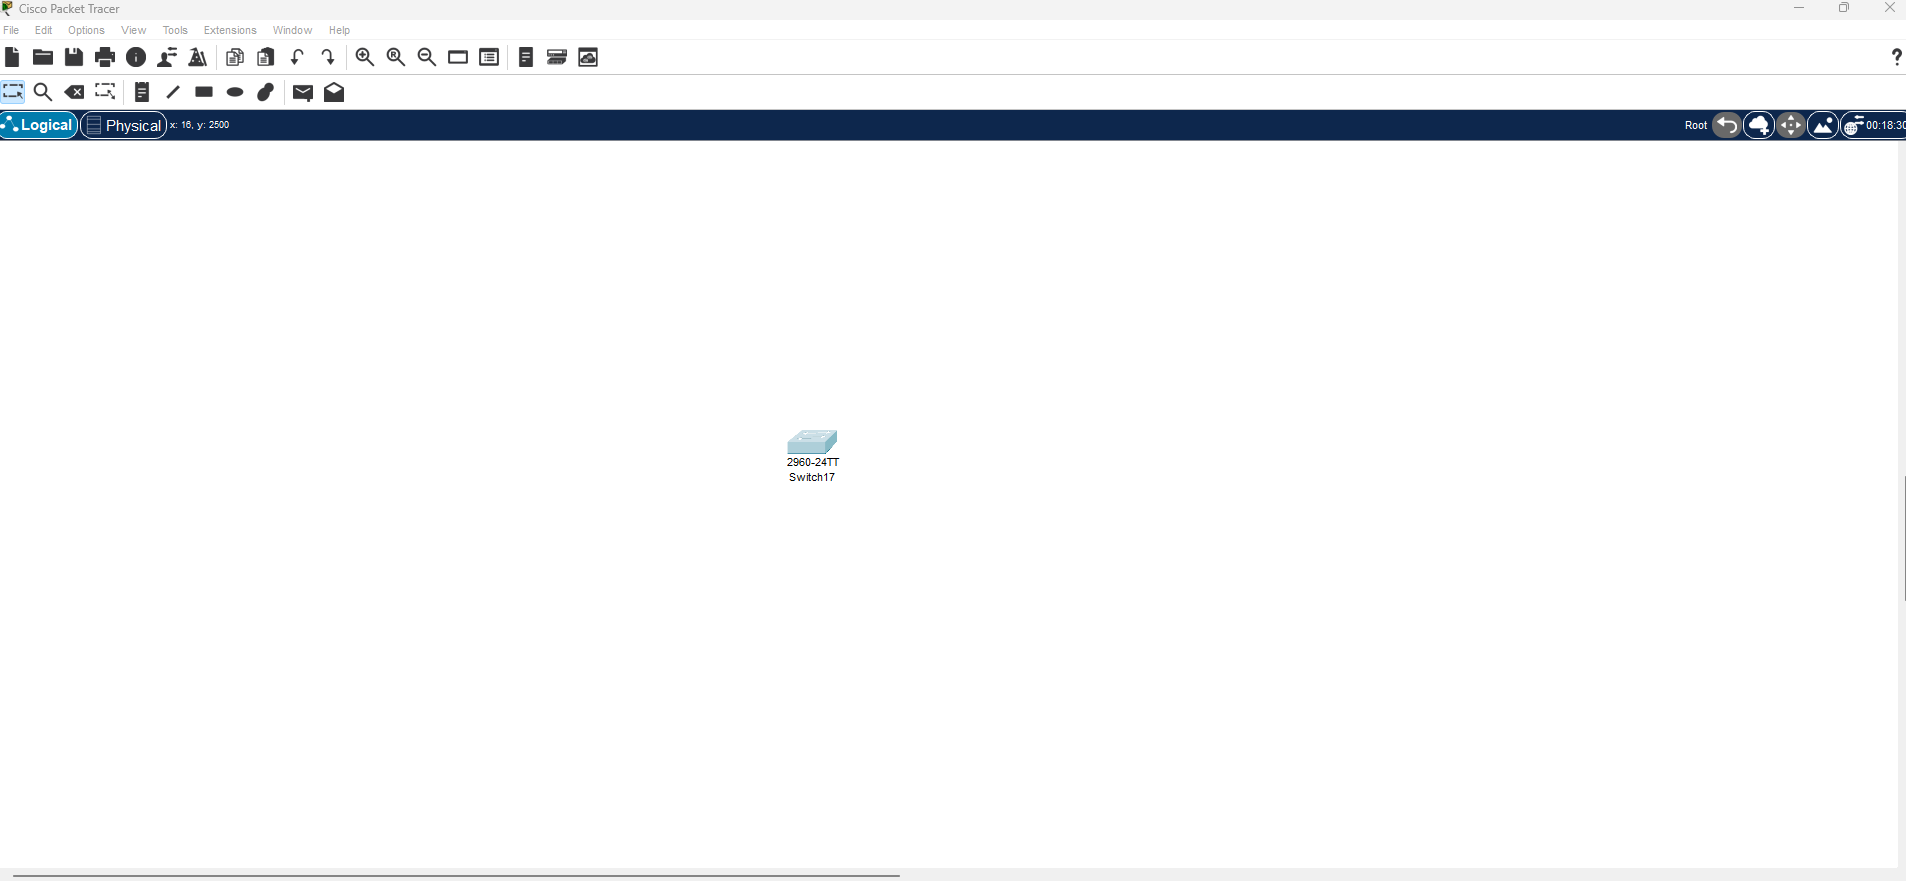 Cisco Packet Tracer
File Edit Options View Tools Extensions Window Help
?
Logical Physical x: 16, y: 2500 Root 00:18:30
2960-24TT
Switch17